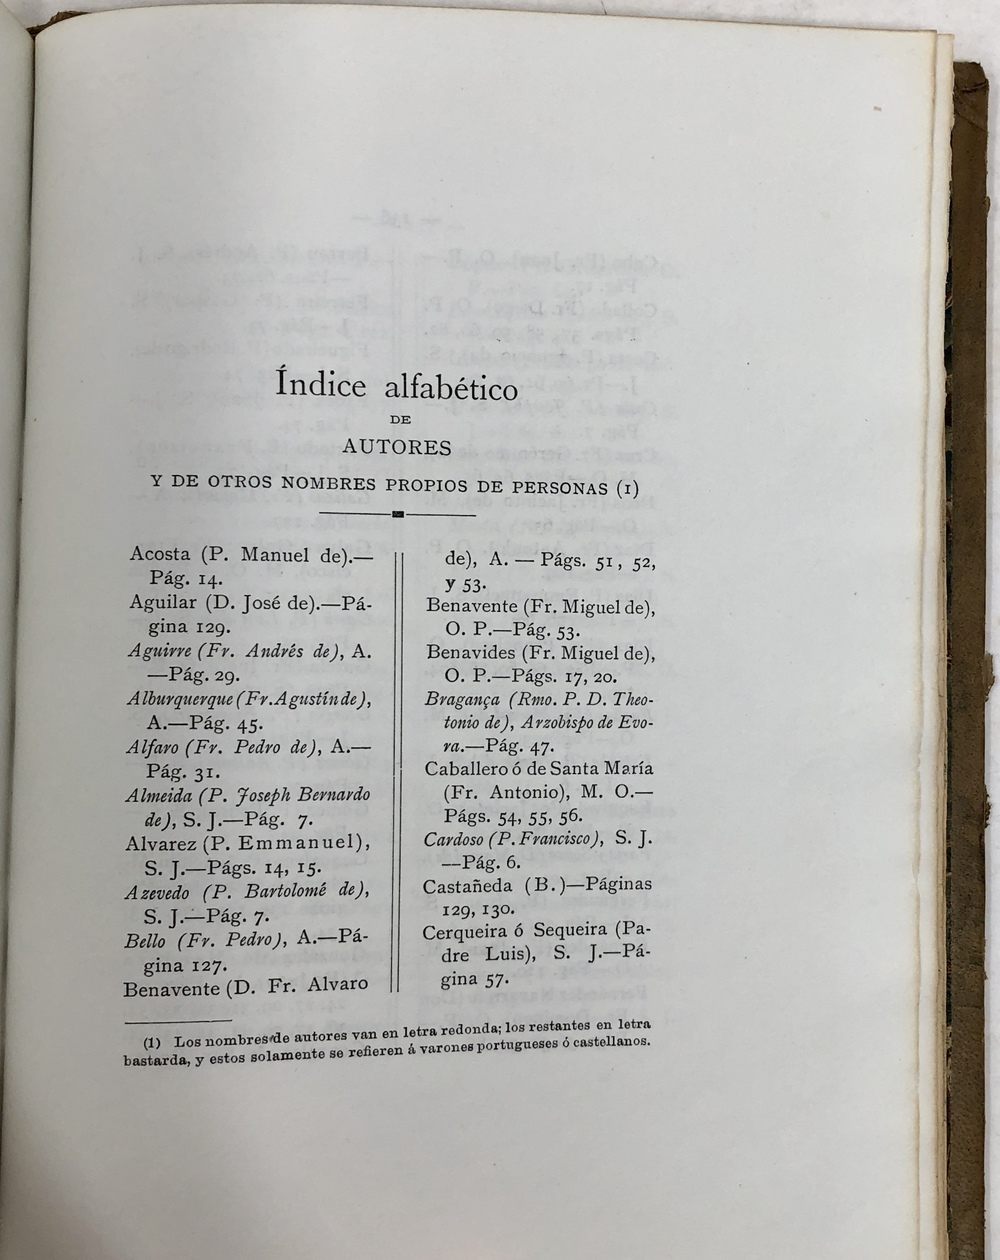 Índice alfabético
DE
AUTORES
Y DE OTROS NOMBRES PROPIOS DE PERSONAS (1)
Acosta (P. Manuel de).—
Pág. 14.
Aguilar (D. José de).—Pá-
gina 129.
Aguirre (Fr. Andrés de), A.
—Pág. 29.
Alburquerque (Fr. Agustín de),
A.—Pág. 45.
Alfaro (Fr. Pedro de), A.—
Pág. 31.
Almeida (P. Joseph Bernardo
de), S. J.—Pág. 7.
Alvarez (P. Emmanuel),
S. J.—Págs. 14, 15.
Azevedo (P. Bartolomé de),
S. J.—Pág. 7.
Bello (Fr. Pedro), A.—Pá-
gina 127.
Benavente (D. Fr. Alvaro
de), A. — Págs. 51, 52,
y 53.
Benavente (Fr. Miguel de),
O. P.—Pág. 53.
Benavides (Fr. Miguel de),
O. P.—Págs. 17, 20.
Bragança (Rmo. P. D. Theo-
tonio de), Arzobispo de Evo-
ra.—Pág. 47.
Caballero ó de Santa María
(Fr. Antonio), M. O.—
Págs. 54, 55, 56.
Cardoso (P. Francisco), S. J.
—Pág. 6.
Castañeda (B.)—Páginas
129, 130.
Cerqueira ó Sequeira (Pa-
dre Luis), S. J.—Pá-
gina 57.
(1) Los nombres de autores van en letra redonda; los restantes en letra
bastarda, y estos solamente se refieren á varones portugueses ó castellanos.